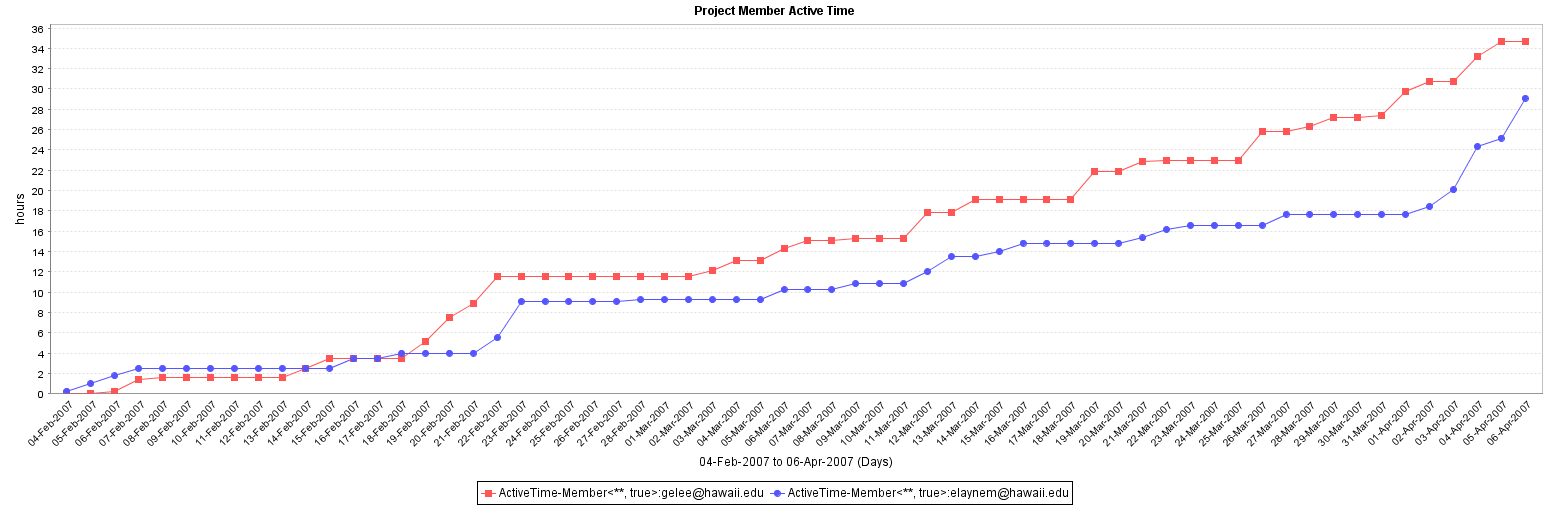 Project Member Active Time
36
34
32
30
28
26
24
22
20
18
16
14
12
10
8
6
4
2
0
hours
04-Feb-2007
05-Feb-2007
06-Feb-2007
07-Feb-2007
08-Feb-2007
09-Feb-2007
10-Feb-2007
11-Feb-2007
12-Feb-2007
13-Feb-2007
14-Feb-2007
15-Feb-2007
16-Feb-2007
17-Feb-2007
18-Feb-2007
19-Feb-2007
20-Feb-2007
21-Feb-2007
22-Feb-2007
23-Feb-2007
24-Feb-2007
25-Feb-2007
26-Feb-2007
27-Feb-2007
28-Feb-2007
01-Mar-2007
02-Mar-2007
03-Mar-2007
04-Mar-2007
05-Mar-2007
06-Mar-2007
07-Mar-2007
08-Mar-2007
09-Mar-2007
10-Mar-2007
11-Mar-2007
12-Mar-2007
13-Mar-2007
14-Mar-2007
15-Mar-2007
16-Mar-2007
17-Mar-2007
18-Mar-2007
19-Mar-2007
20-Mar-2007
21-Mar-2007
22-Mar-2007
23-Mar-2007
24-Mar-2007
25-Mar-2007
26-Mar-2007
27-Mar-2007
28-Mar-2007
29-Mar-2007
30-Mar-2007
31-Mar-2007
01-Apr-2007
02-Apr-2007
03-Apr-2007
04-Apr-2007
05-Apr-2007
06-Apr-2007
04-Feb-2007 to 06-Apr-2007 (Days)
ActiveTime-Member<**, true>:gelee@hawaii.edu ActiveTime-Member<**, true>:elaynem@hawaii.edu